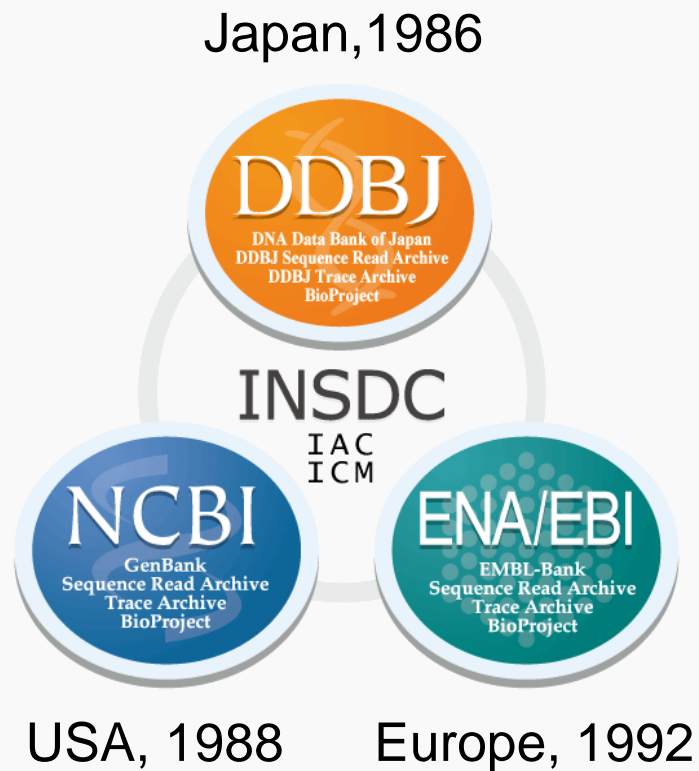 Japan,1986
DDBJ
DNA Data Bank of Japan
DDBJ Sequence Read Archive
DDBJ Trace Archive
BioProject
INSDC
IAC
ICM
NCBI
GenBank
Sequence Read Archive
Trace Archive
BioProject
ENA/EBI
EMBL-Bank
Sequence Read Archive
Trace Archive
BioProject
USA, 1988
Europe, 1992